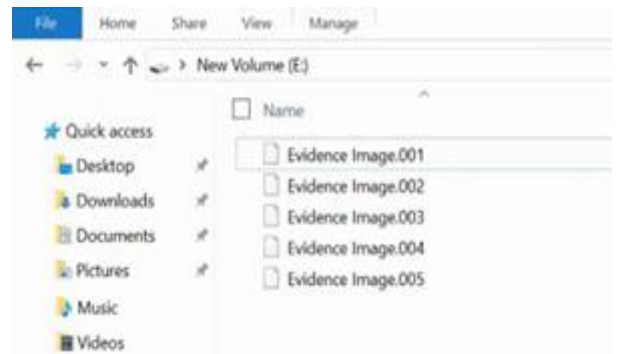 File Home Share View Manage
New Volume (E:)
Name
Quick access
Desktop
Downloads
Documents
Pictures
Music
Videos
Evidence Image.001
Evidence Image.002
Evidence Image.003
Evidence Image.004
Evidence Image.005